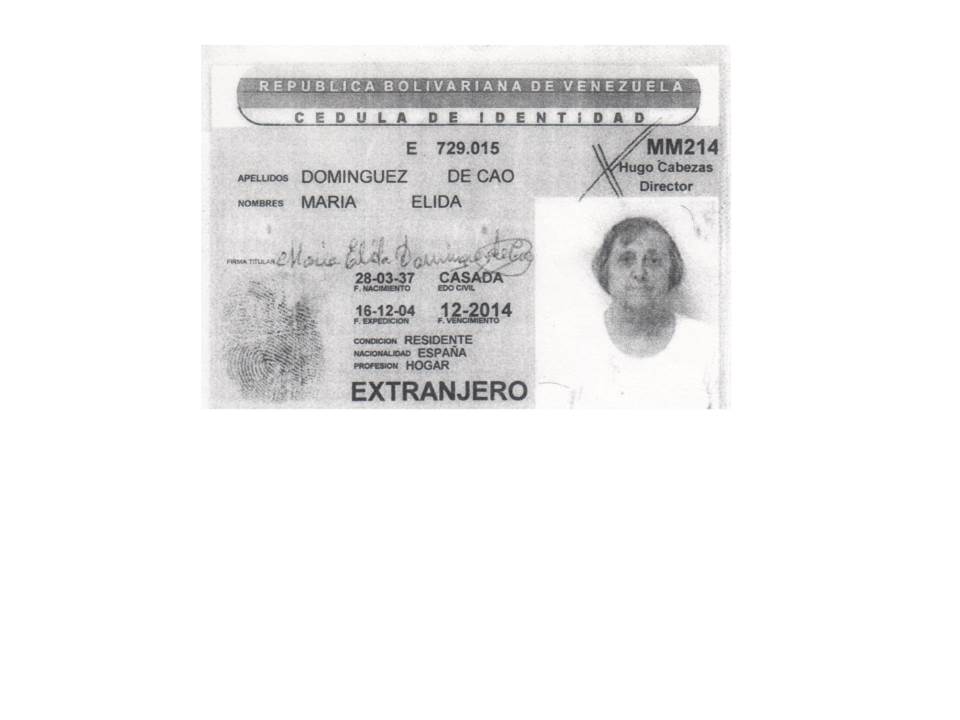 REPUBLICA BOLIVARIANA DE VENEZUELA
CEDULA DE IDENTIDAD
E 729.015
MM214
Hugo Cabezas
Director
APELLIDOS DOMINGUEZ DE CAO
NOMBRES MARIA ELIDA
FIRMA TITULAR Maria Elida Dominguez de Cao
28-03-37 CASADA
F. NACIMIENTO EDO CIVIL
16-12-04 12-2014
F. EXPEDICION F. VENCIMIENTO
CONDICION RESIDENTE
NACIONALIDAD ESPAÑA
PROFESION HOGAR
EXTRANJERO